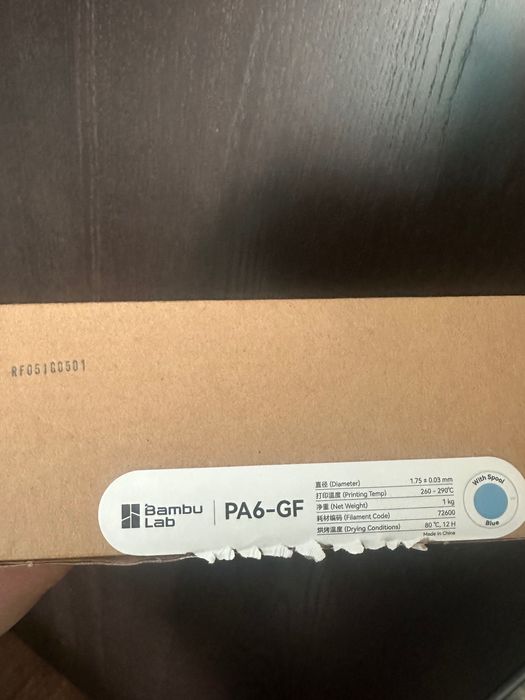 RF051G0501
Bambu
Lab
PA6-GF
直径 (Diameter) 1.75 ± 0.03 mm
打印温度 (Printing Temp) 260 - 290℃
净重 (Net Weight) 1 kg
耗材编码 (Filament Code) 72600
烘烤温度 (Drying Conditions) 80 ℃, 12 H
Made in China
With Spool
Blue